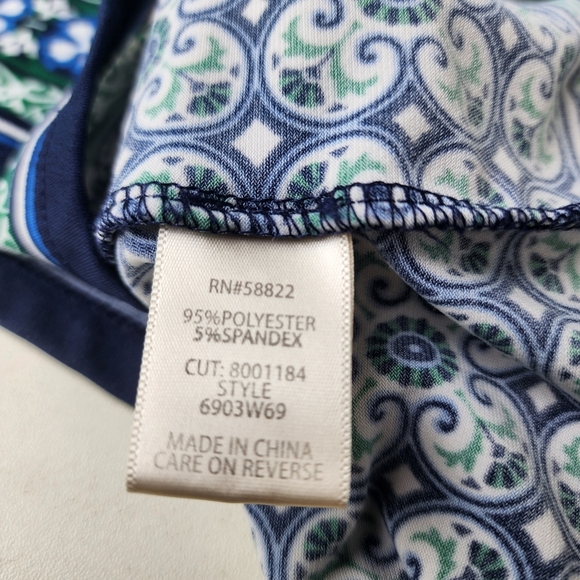 RN#58822
95%POLYESTER
5%SPANDEX
CUT: 8001184
STYLE
6903W69
MADE IN CHINA
CARE ON REVERSE